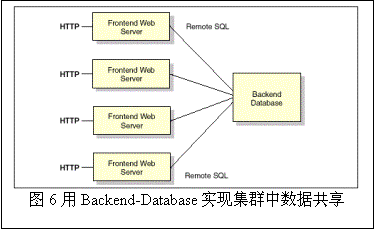 HTTP
Frontend Web
Server
Remote SQL
HTTP
Frontend Web
Server
Backend
Database
HTTP
Frontend Web
Server
HTTP
Frontend Web
Server
Remote SQL
图 6 用 Backend-Database 实现集群中数据共享